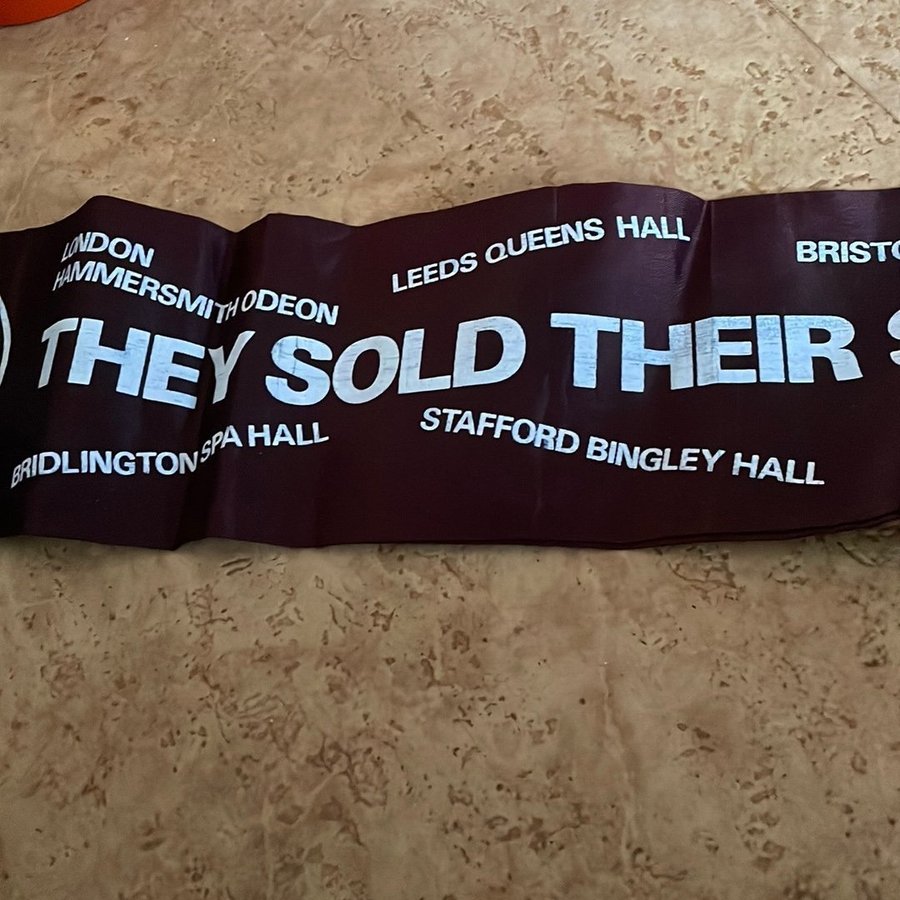 LONDON
HAMMERSMITH ODEON
LEEDS QUEENS HALL
THEY SOLD THEIR
BRIDLINGTON SPA HALL
STAFFORD BINGLEY HALL